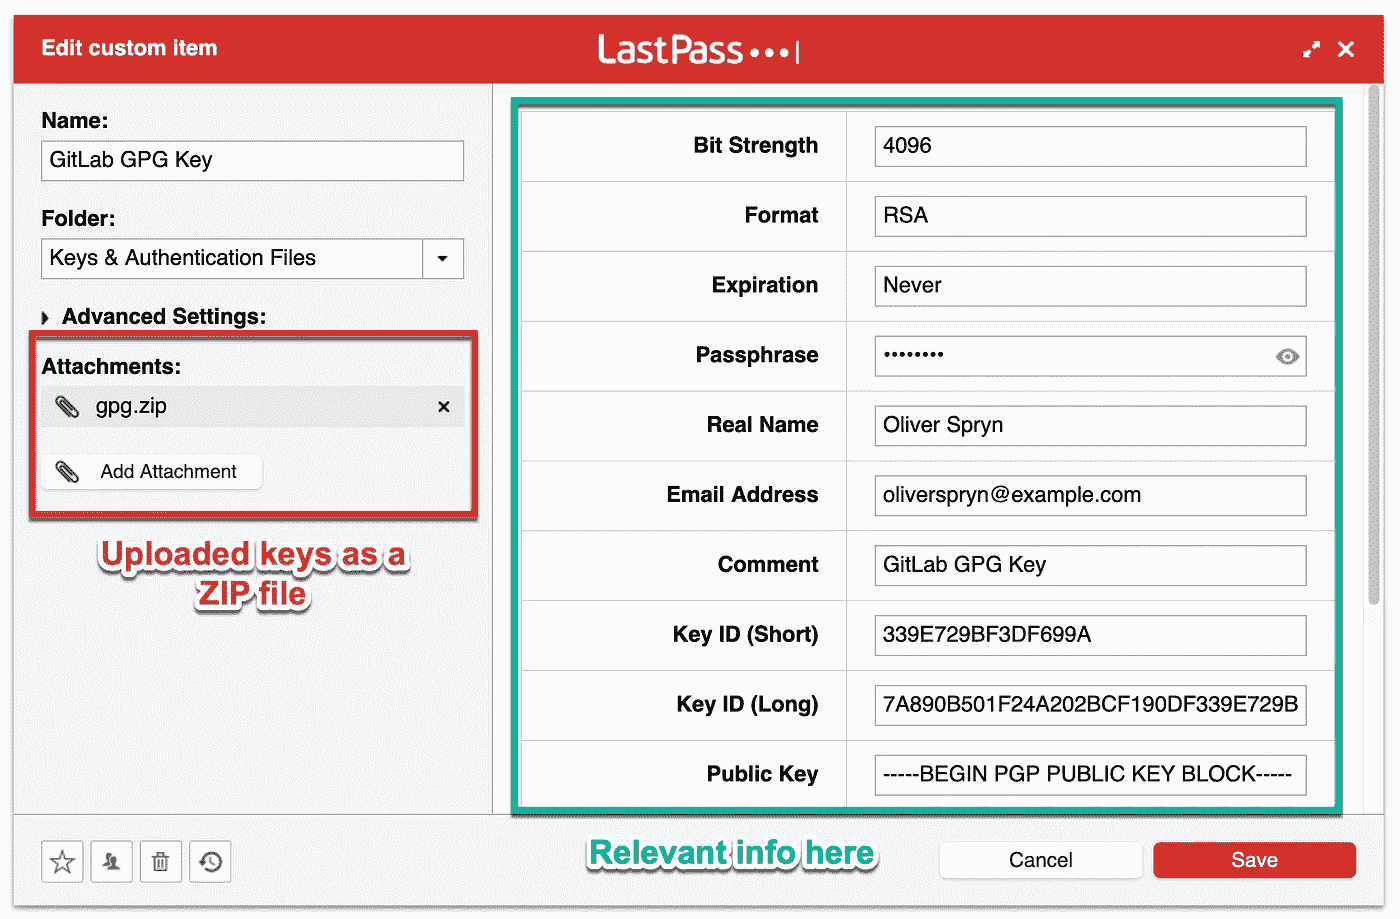 Edit custom item
LastPass
Name:
GitLab GPG Key
Folder:
Keys & Authentication Files
Advanced Settings:
Attachments:
gpg.zip
Add Attachment
Uploaded keys as a
ZIP file
Bit Strength
4096
Format
RSA
Expiration
Never
Passphrase
••••••••
Real Name
Oliver Spryn
Email Address
oliverspryn@example.com
Comment
GitLab GPG Key
Key ID (Short)
339E729BF3DF699A
Key ID (Long)
7A890B501F24A202BCF190DF339E729B
Public Key
-----BEGIN PGP PUBLIC KEY BLOCK-----
Relevant info here
Cancel
Save